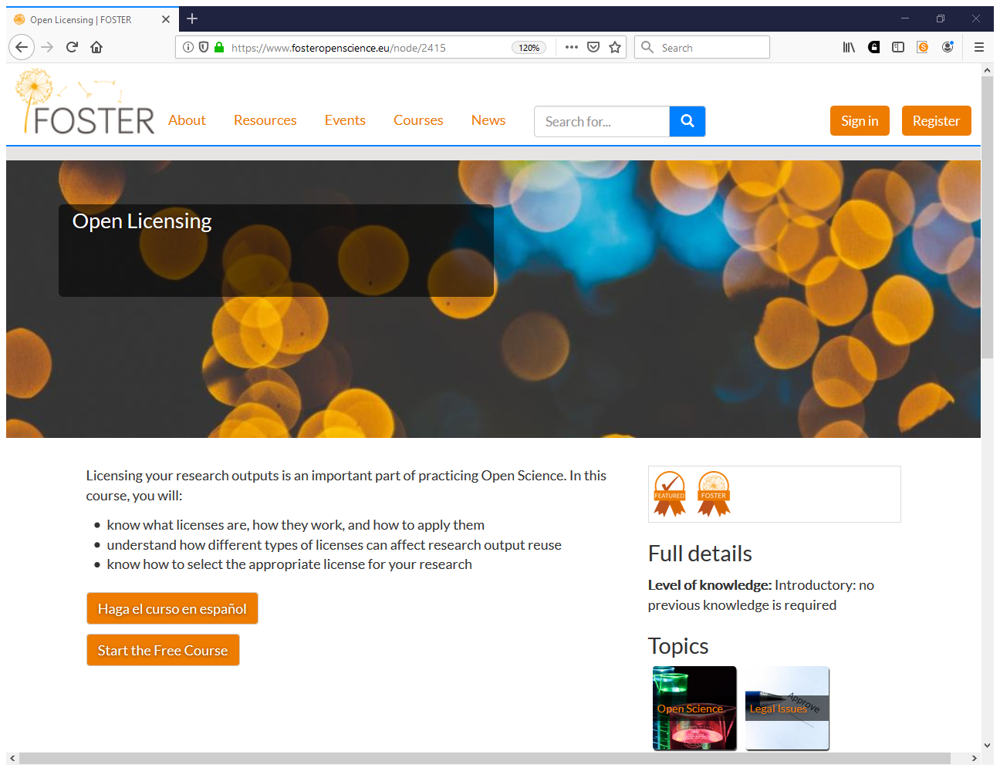 Open Licensing | FOSTER
https://www.fosteropenscience.eu/node/2415
120%
Search
FOSTER
About
Resources
Events
Courses
News
Search for...
Sign in
Register
Open Licensing
Licensing your research outputs is an important part of practicing Open Science. In this
course, you will:
know what licenses are, how they work, and how to apply them
understand how different types of licenses can affect research output reuse
know how to select the appropriate license for your research
Haga el curso en español
Start the Free Course
FEATURED
FOSTER
Full details
Level of knowledge: Introductory: no
previous knowledge is required
Topics
Open Science
Approve
Legal Issues